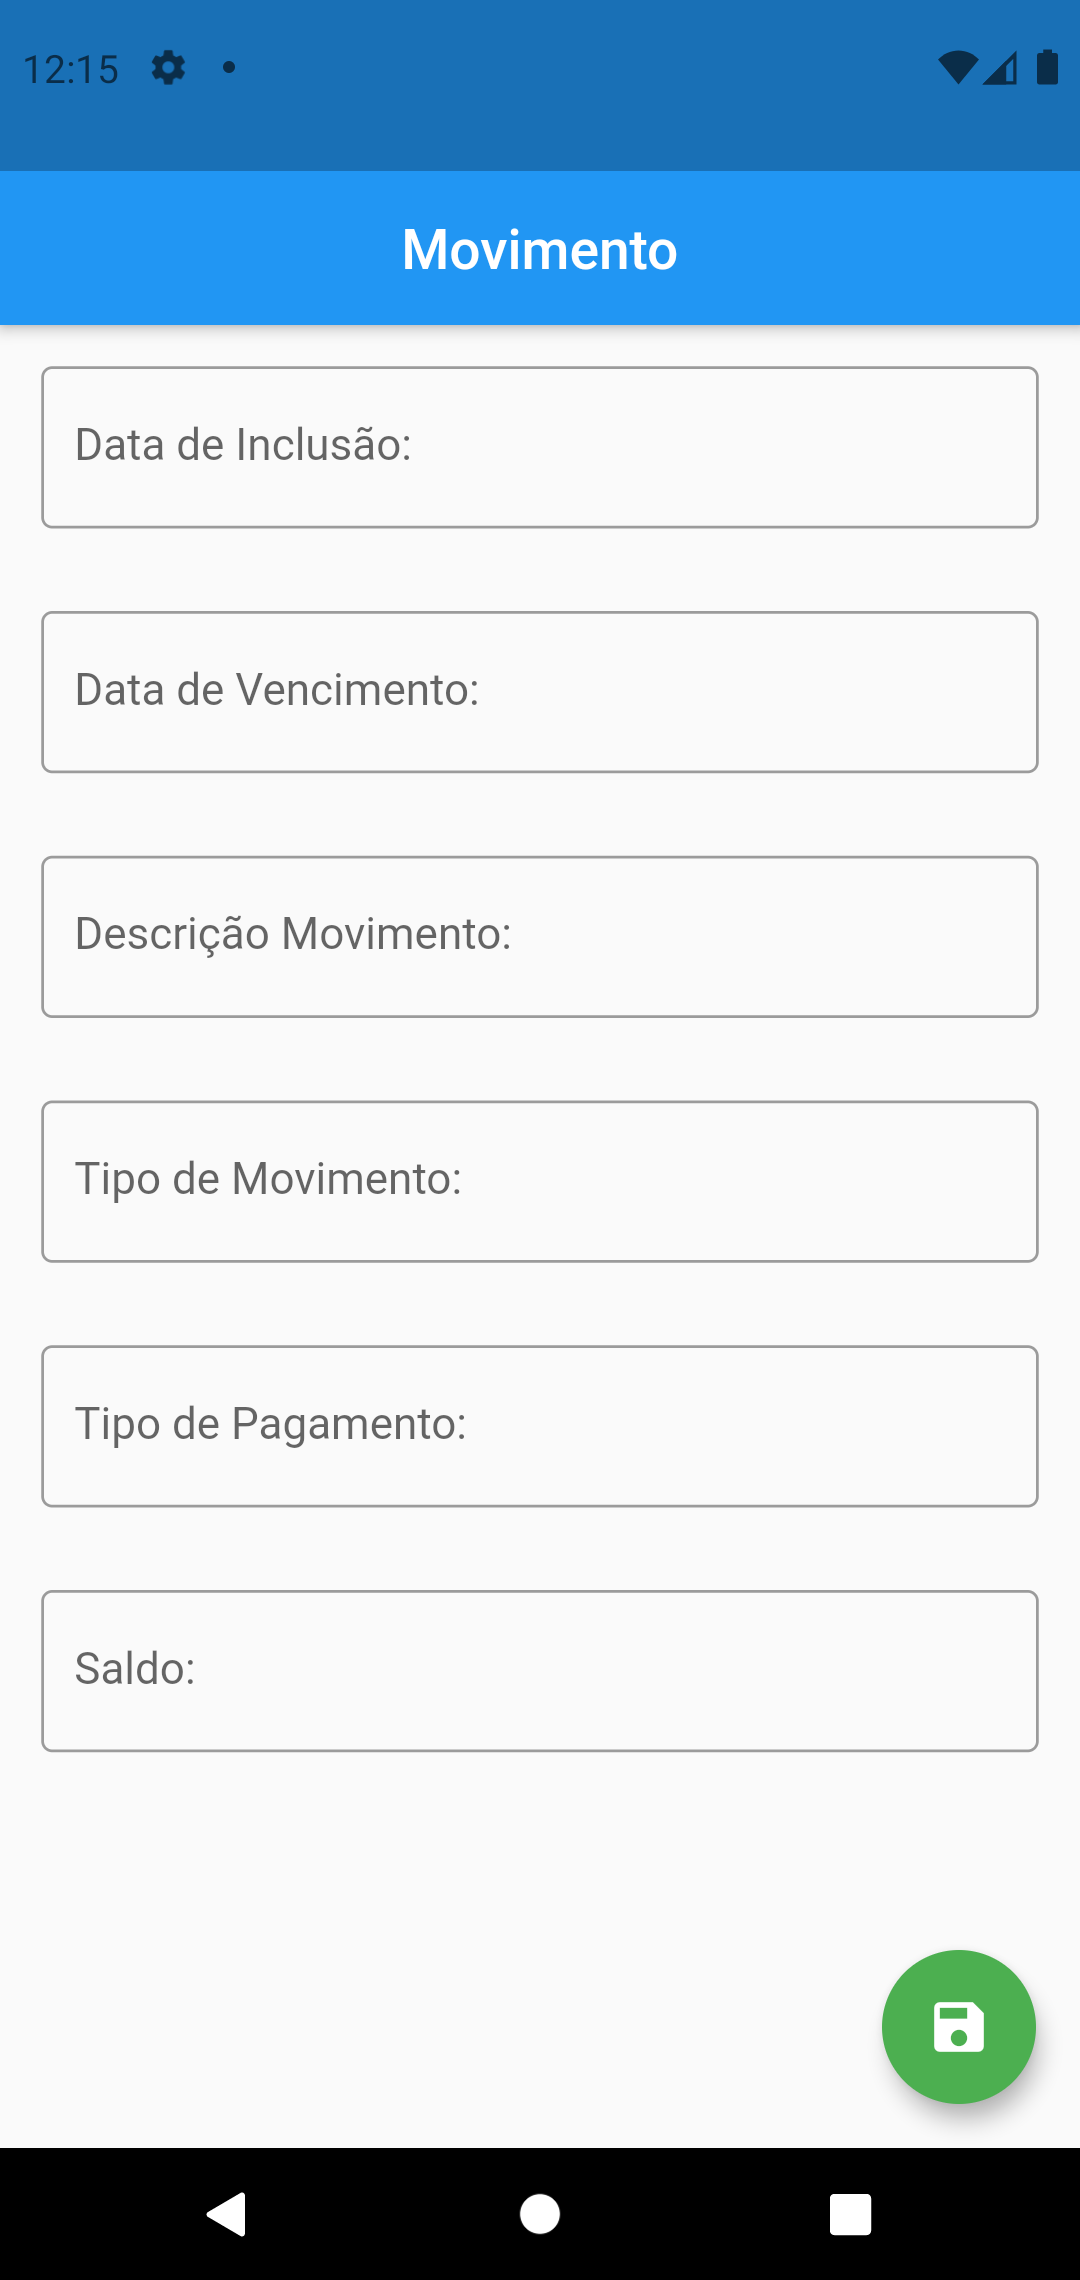 12:15
Movimento
Data de Inclusão:
Data de Vencimento:
Descrição Movimento:
Tipo de Movimento:
Tipo de Pagamento:
Saldo: